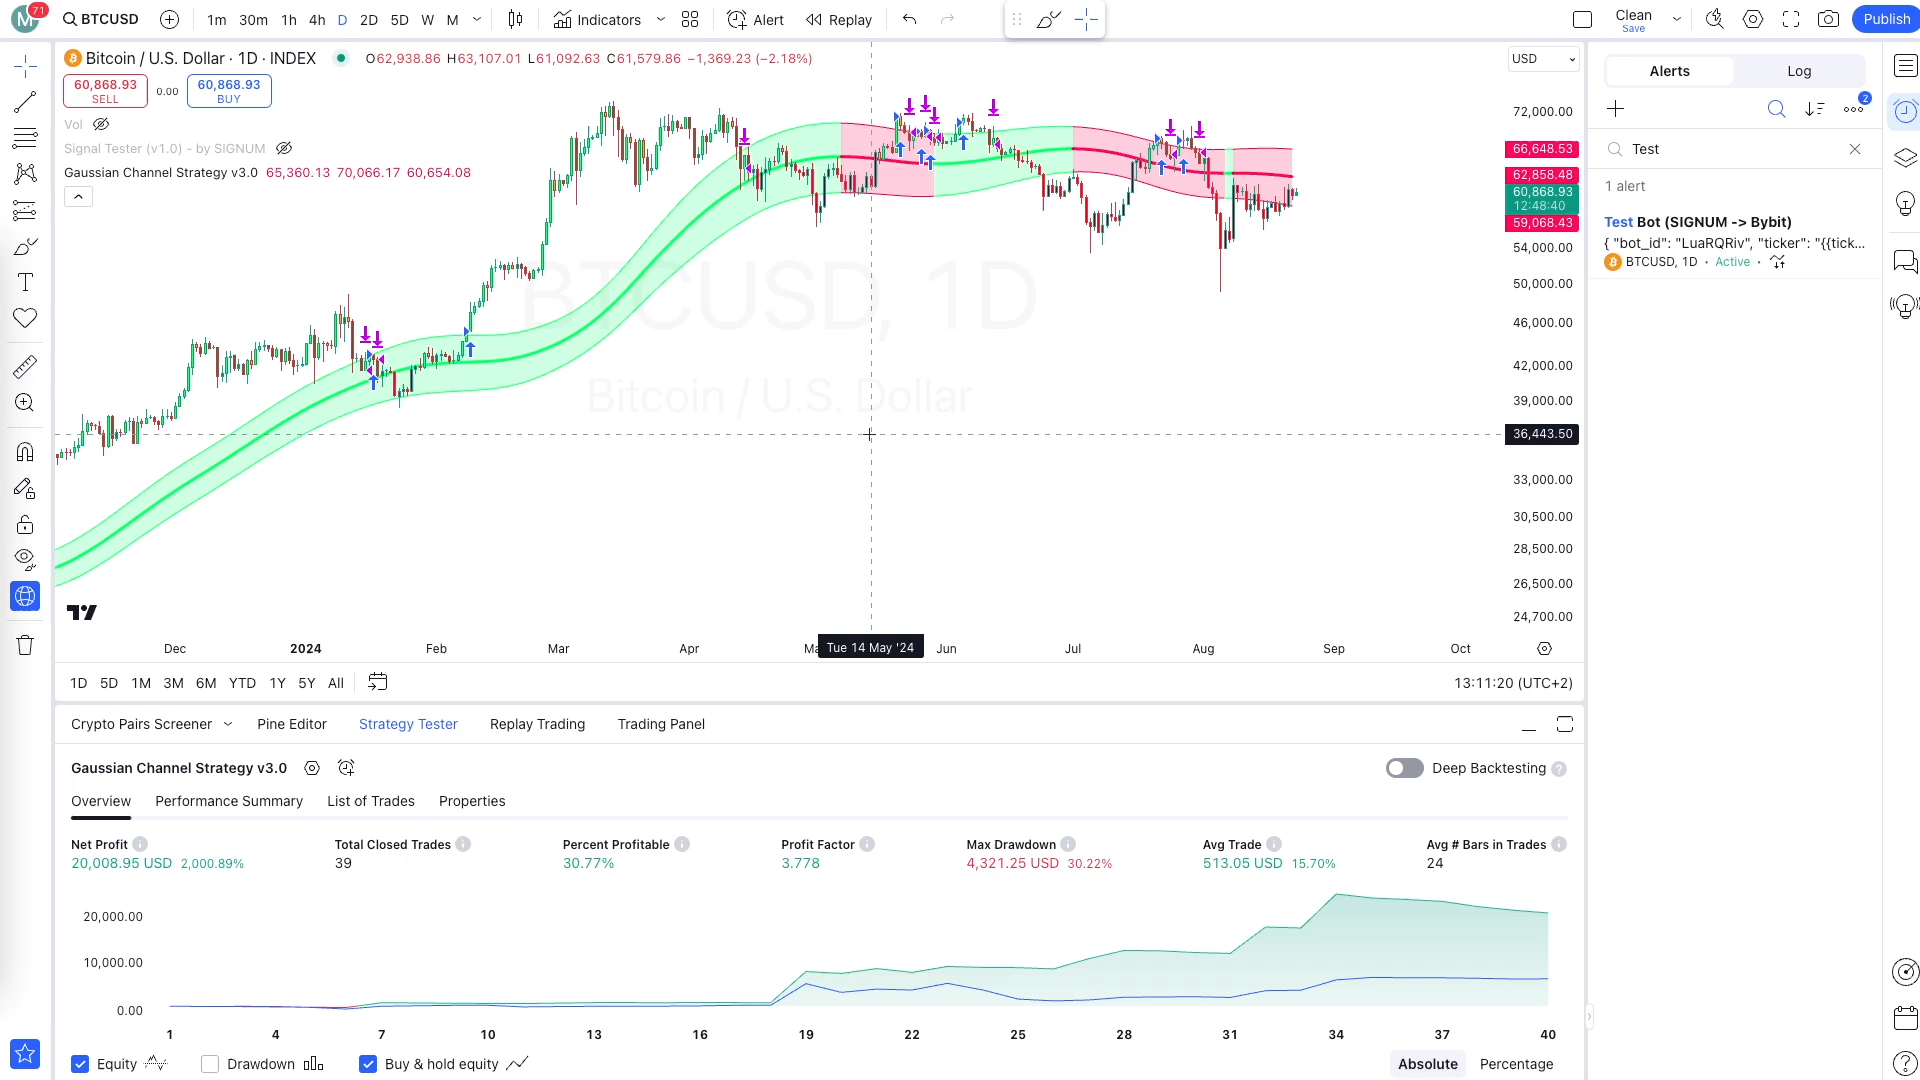 M 71
BTCUSD
1m 30m 1h 4h D 2D 5D W M
Indicators
Alert
Replay
Clean
Save
Publish
Bitcoin / U.S. Dollar · 1D · INDEX
O62,938.86 H63,107.01 L61,092.63 C61,579.86 −1,369.23 (−2.18%)
USD
60,868.93
SELL
0.00
60,868.93
BUY
Vol
Signal Tester (v1.0) - by SIGNUM
Gaussian Channel Strategy v3.0 65,360.13 70,066.17 60,654.08
BTCUSD, 1D
Bitcoin / U.S. Dollar
72,000.00
66,648.53
62,858.48
60,868.93
12:48:40
59,068.43
54,000.00
50,000.00
46,000.00
42,000.00
39,000.00
36,443.50
33,000.00
30,500.00
28,500.00
26,500.00
24,700.00
Dec 2024 Feb Mar Apr Ma Tue 14 May '24 Jun Jul Aug Sep Oct
1D 5D 1M 3M 6M YTD 1Y 5Y All
13:11:20 (UTC+2)
Alerts
Log
2
Test
1 alert
Test Bot (SIGNUM -> Bybit)
{ "bot_id": "LuaRQRiv", "ticker": "{{tick...
BTCUSD, 1D · Active ·
Crypto Pairs Screener
Pine Editor
Strategy Tester
Replay Trading
Trading Panel
Gaussian Channel Strategy v3.0
Deep Backtesting
Overview
Performance Summary
List of Trades
Properties
Net Profit
20,008.95 USD 2,000.89%
Total Closed Trades
39
Percent Profitable
30.77%
Profit Factor
3.778
Max Drawdown
4,321.25 USD 30.22%
Avg Trade
513.05 USD 15.70%
Avg # Bars in Trades
24
20,000.00
10,000.00
0.00
1 4 7 10 13 16 19 22 25 28 31 34 37 40
Equity
Drawdown
Buy & hold equity
Absolute
Percentage